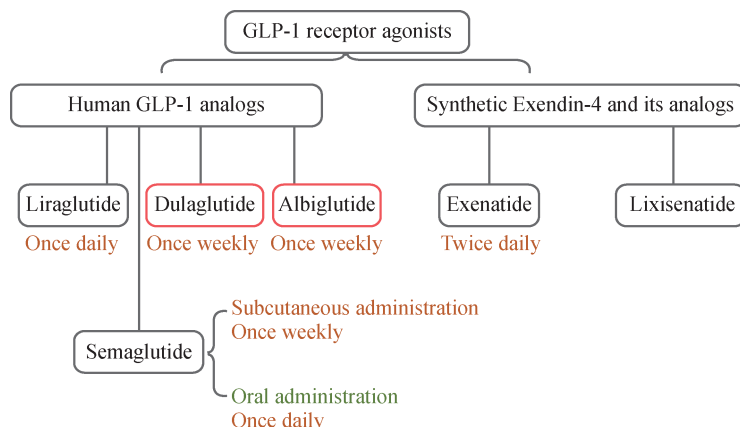 GLP-1 receptor agonists
Human GLP-1 analogs
Synthetic Exendin-4 and its analogs
Liraglutide
Dulaglutide
Albiglutide
Exenatide
Lixisenatide
Once daily
Once weekly
Once weekly
Twice daily
Semaglutide
Subcutaneous administration
Once weekly
Oral administration
Once daily